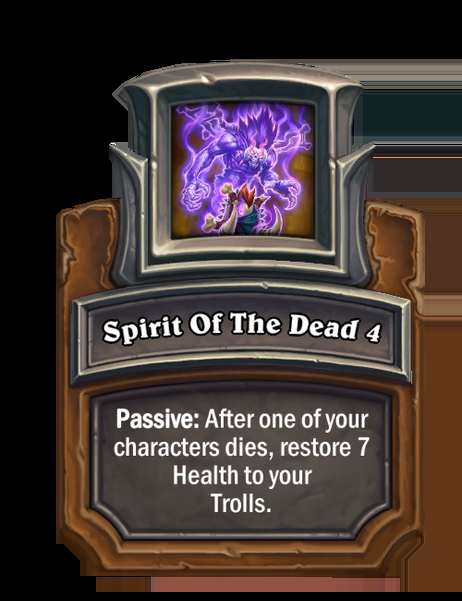 Spirit Of The Dead 4
Passive: After one of your
characters dies, restore 7
Health to your
Trolls.